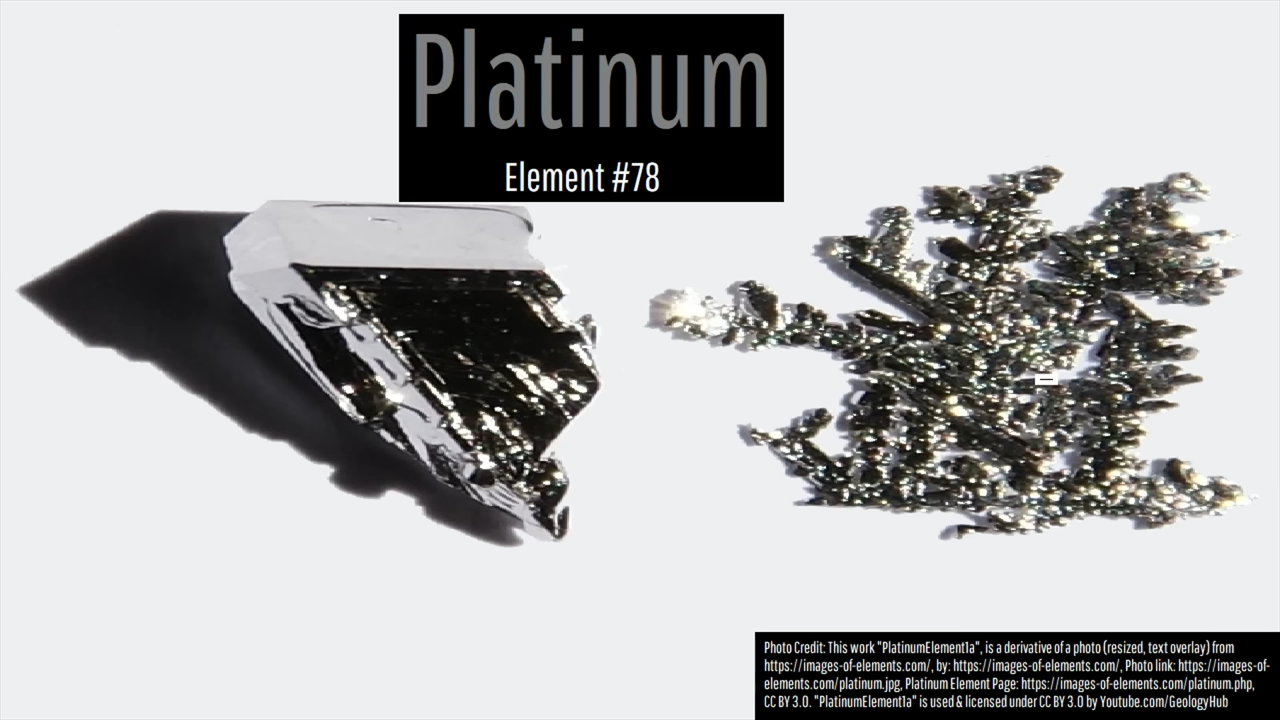 Platinum
Element #78
Photo Credit: This work "PlatinumElement1a", is a derivative of a photo (resized, text overlay) from
https://images-of-elements.com/, by: https://images-of-elements.com/, Photo link: https://images-of-
elements.com/platinum.jpg, Platinum Element Page: https://images-of-elements.com/platinum.php,
CC BY 3.0. "PlatinumElement1a" is used & licensed under CC BY 3.0 by Youtube.com/GeologyHub